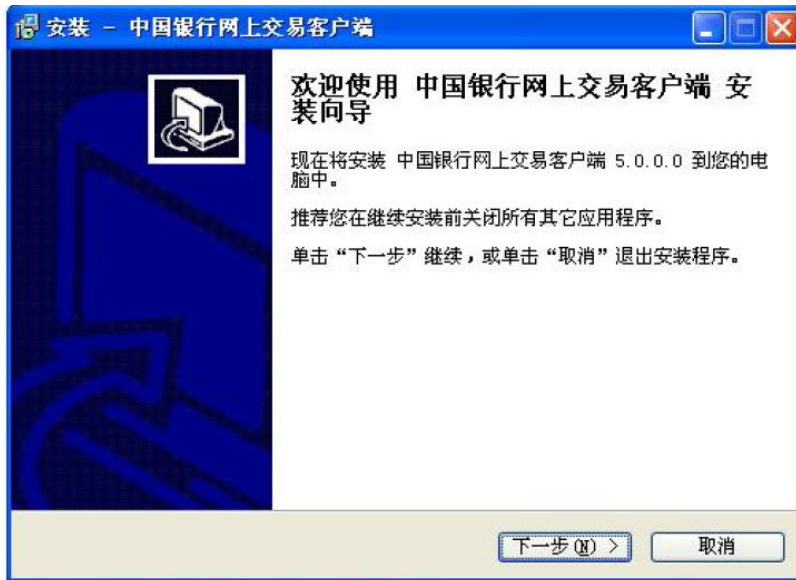 安装 - 中国银行网上交易客户端
欢迎使用 中国银行网上交易客户端 安
装向导
现在将安装 中国银行网上交易客户端 5.0.0.0 到您的电
脑中。
推荐您在继续安装前关闭所有其它应用程序。
单击“下一步”继续，或单击“取消”退出安装程序。
下一步(N) >
取消